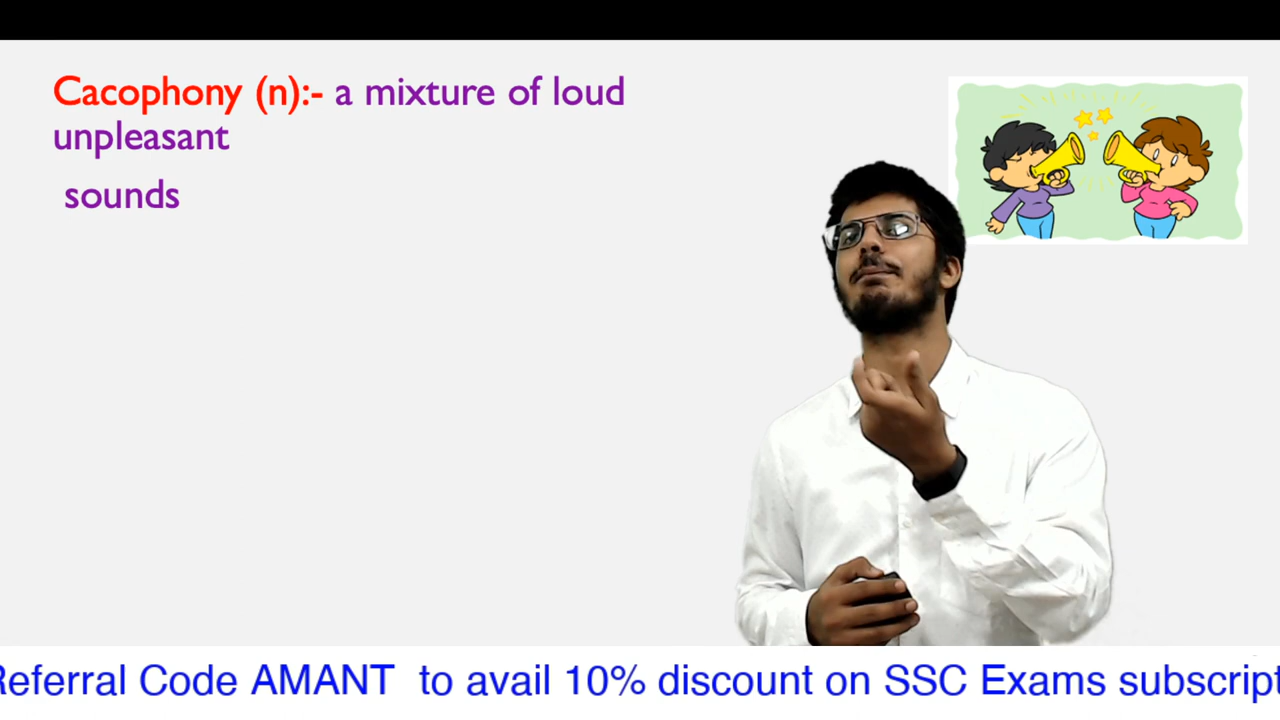 Cacophony (n):- a mixture of loud
unpleasant
sounds
Referral Code AMANT to avail 10% discount on SSC Exams subscript